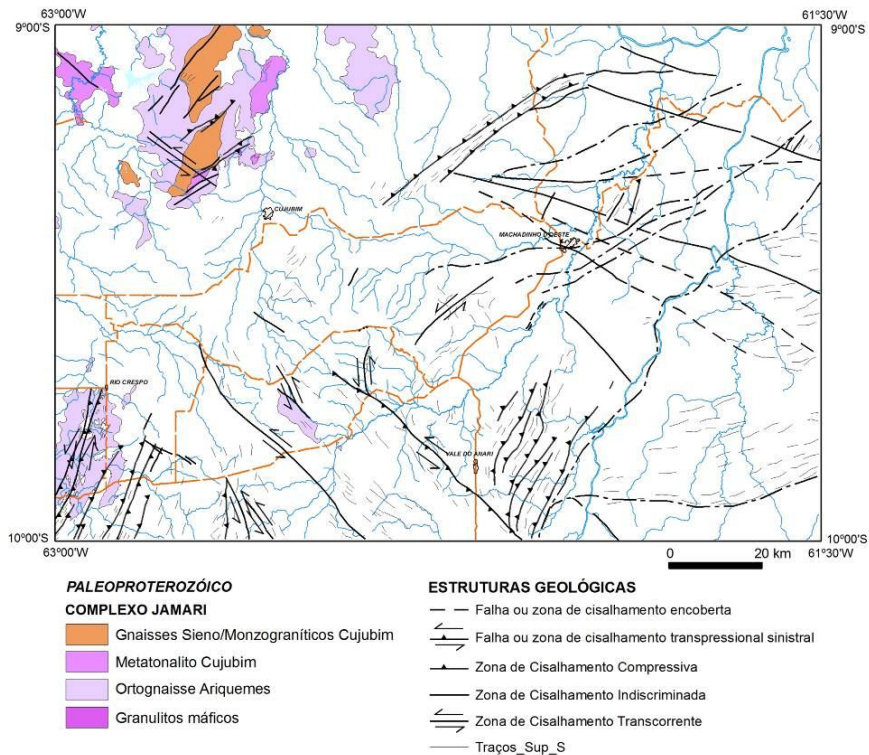 63°00'W
61°30'W
9°00'S
9°00'S
CUJUBIM
MACHADINHO D'OESTE
RIO CRESPO
VALE DO ANARI
10°00'S
10°00'S
63°00'W
61°30'W
0
20 km
PALEOPROTEROZÓICO
COMPLEXO JAMARI
Gnaisses Sieno/Monzograníticos Cujubim
Metatonalito Cujubim
Ortognaisse Ariquemes
Granulitos máficos
ESTRUTURAS GEOLÓGICAS
Falha ou zona de cisalhamento encoberta
Falha ou zona de cisalhamento transpressional sinistral
Zona de Cisalhamento Compressiva
Zona de Cisalhamento Indiscriminada
Zona de Cisalhamento Transcorrente
Traços_Sup_S